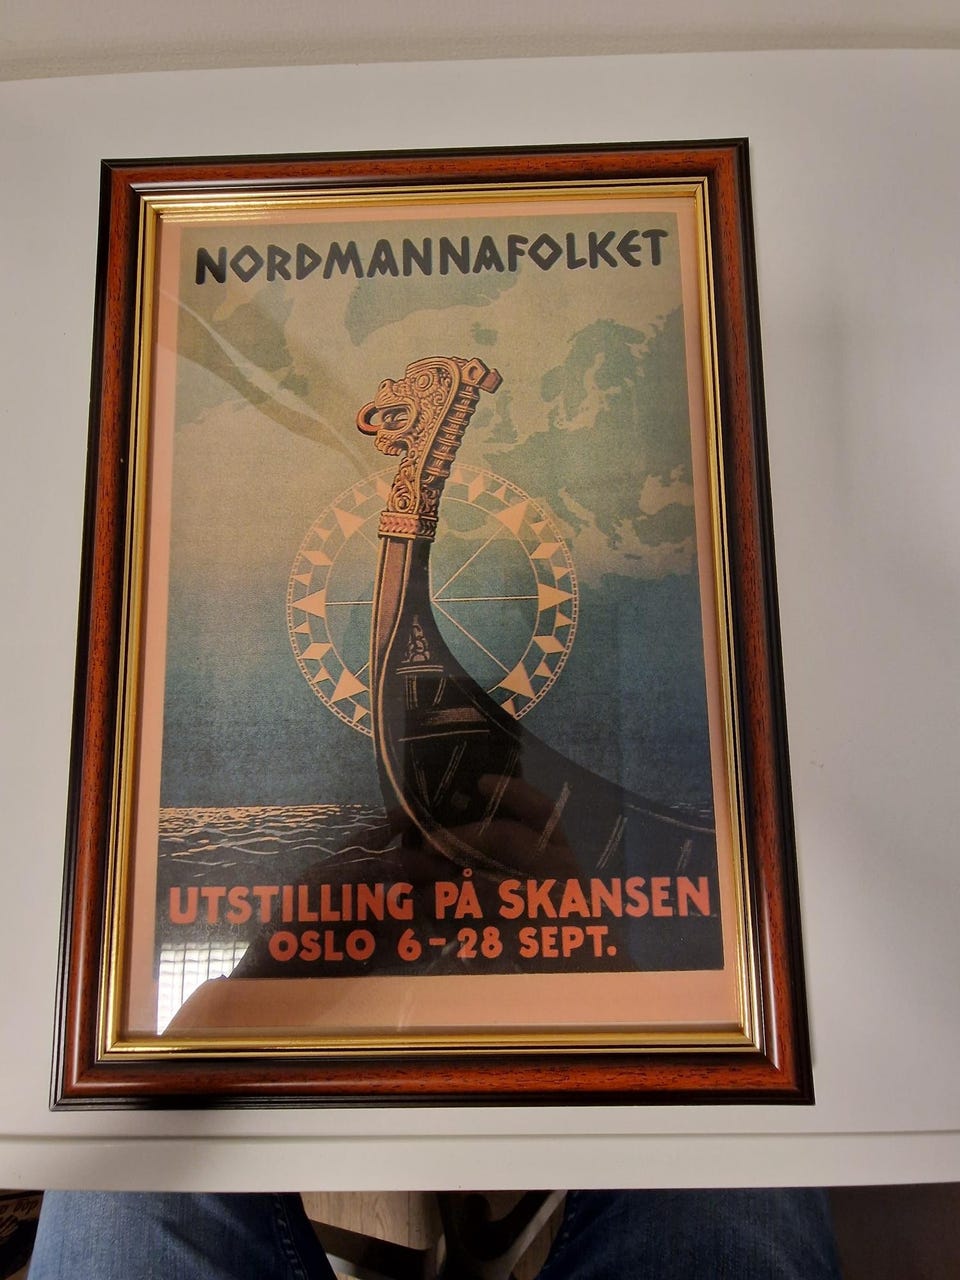 NORDMANNAFOLKET
UTSTILLING PÅ SKANSEN
OSLO 6-28 SEPT.